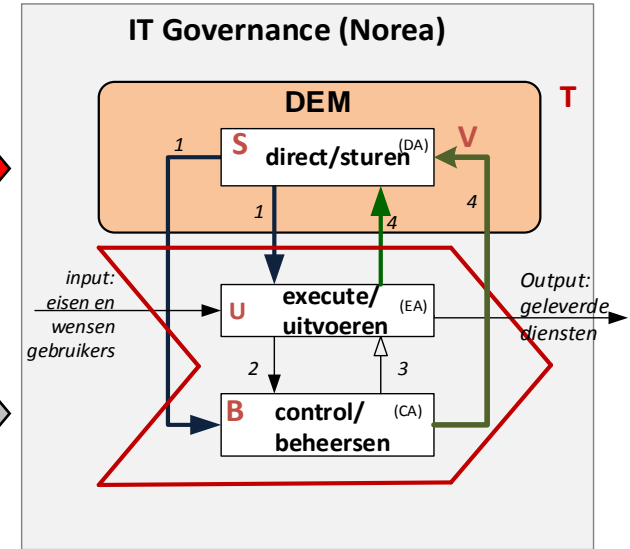 IT Governance (Norea)
DEM
T
S
direct/sturen
(DA)
V
1
1
4
4
input:
eisen en
wensen
gebruikers
U
execute/
uitvoeren
(EA)
Output:
geleverde
diensten
2
3
B
control/
beheersen
(CA)